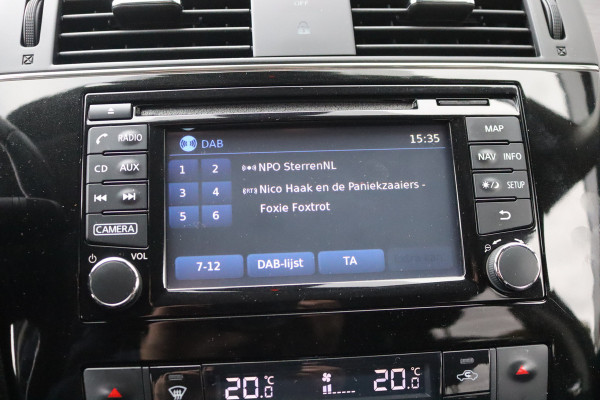 DAB 15:35
1 2 NPO SterrenNL
3 4 Nico Haak en de Paniekzaaiers -
5 6 Foxie Foxtrot
7-12 DAB-lijst TA
RADIO
CD AUX
CAMERA
VOL
MAP
NAV INFO
SETUP
20.0°C 20.0°C